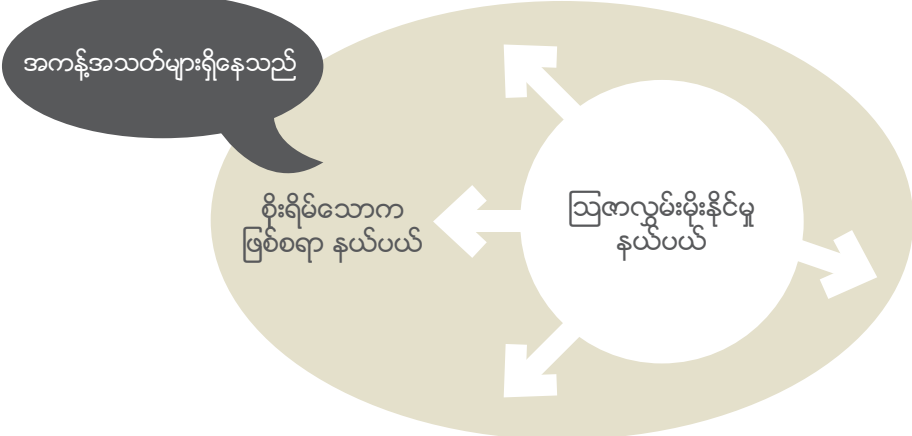 အကန့်အသတ်များရှိနေသည်
စိုးရိမ်သောက
ဖြစ်စရာ နယ်ပယ်
ဩဇာလွှမ်းမိုးနိုင်မှု
နယ်ပယ်